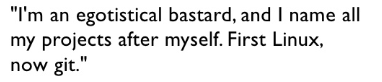 "I'm an egotistical bastard, and I name all
my projects after myself. First Linux,
now git."